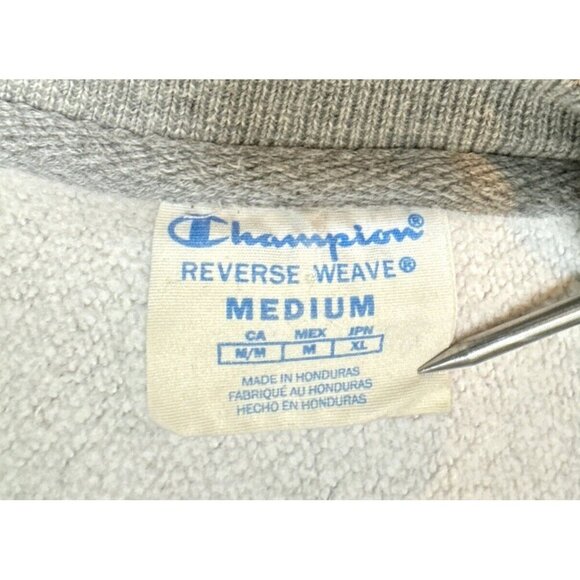 Champion®
REVERSE WEAVE®
MEDIUM
CA MEX JPN
M/M M XL
MADE IN HONDURAS
FABRIQUÉ AU HONDURAS
HECHO EN HONDURAS